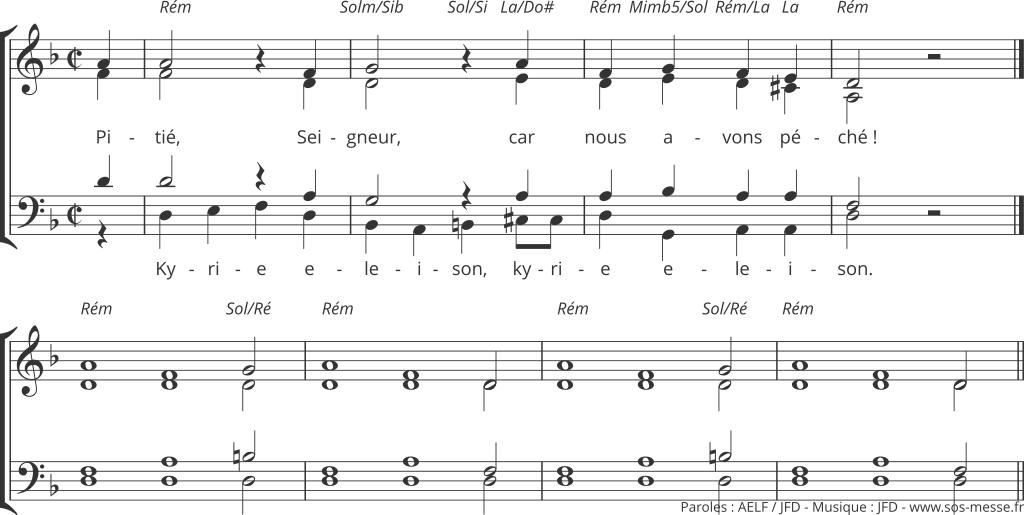 Rém Solm/Sib Sol/Si La/Do# Rém Mimb5/Sol Rém/La La Rém
Pi - tié, Sei - gneur, car nous a - vons pé - ché !
Ky - ri - e e - le - i - son, ky - ri - e e - le - i - son.
Rém Sol/Ré Rém Rém Sol/Ré Rém
Paroles : AELF / JFD - Musique : JFD - www.sos-messe.fr